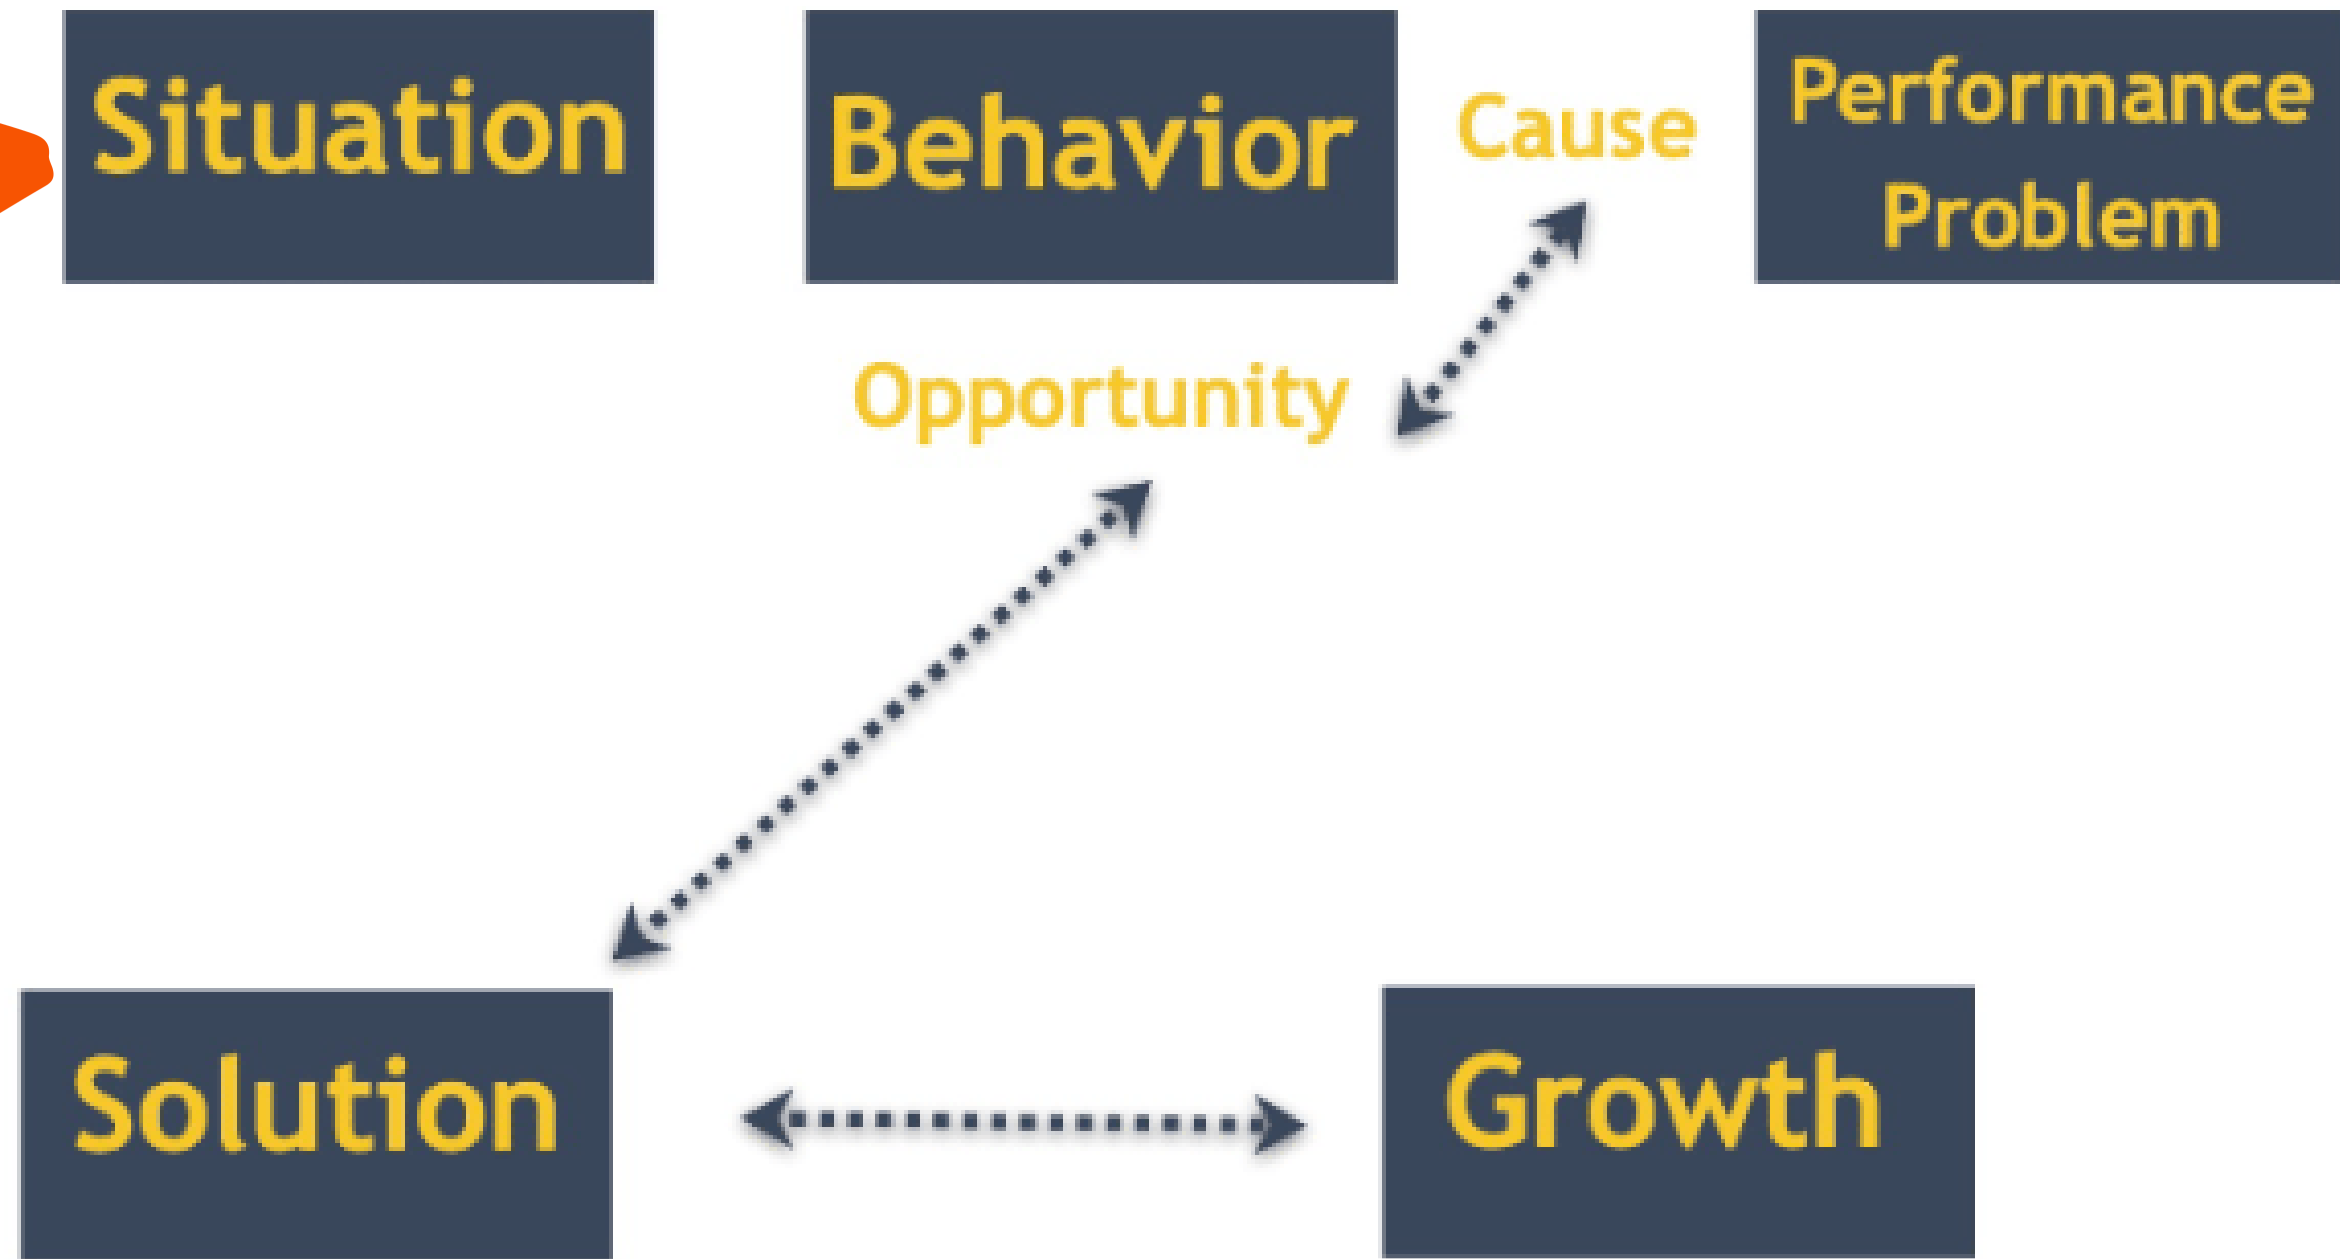 Situation
Behavior
Cause
Performance
Problem
Opportunity
Solution
Growth